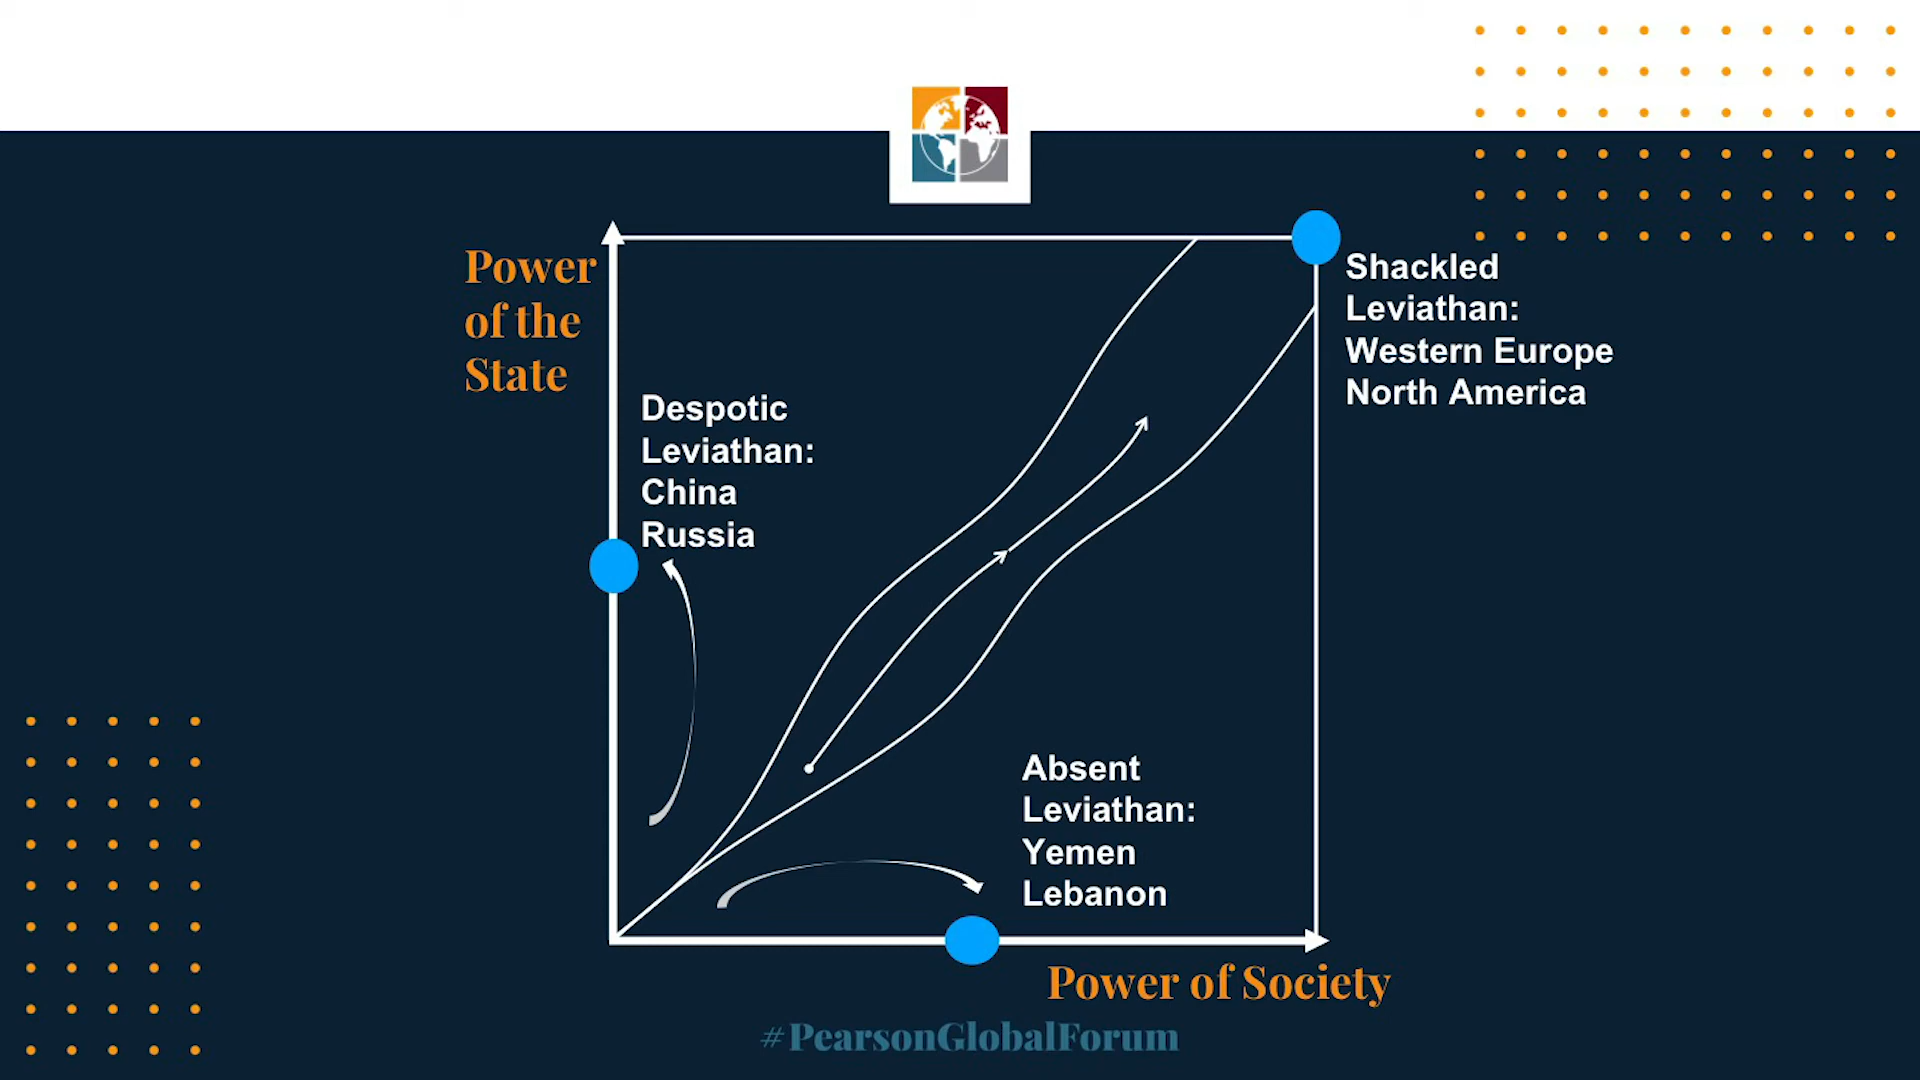 Power
of the
State
Despotic
Leviathan:
China
Russia
Shackled
Leviathan:
Western Europe
North America
Absent
Leviathan:
Yemen
Lebanon
Power of Society
#PearsonGlobalForum